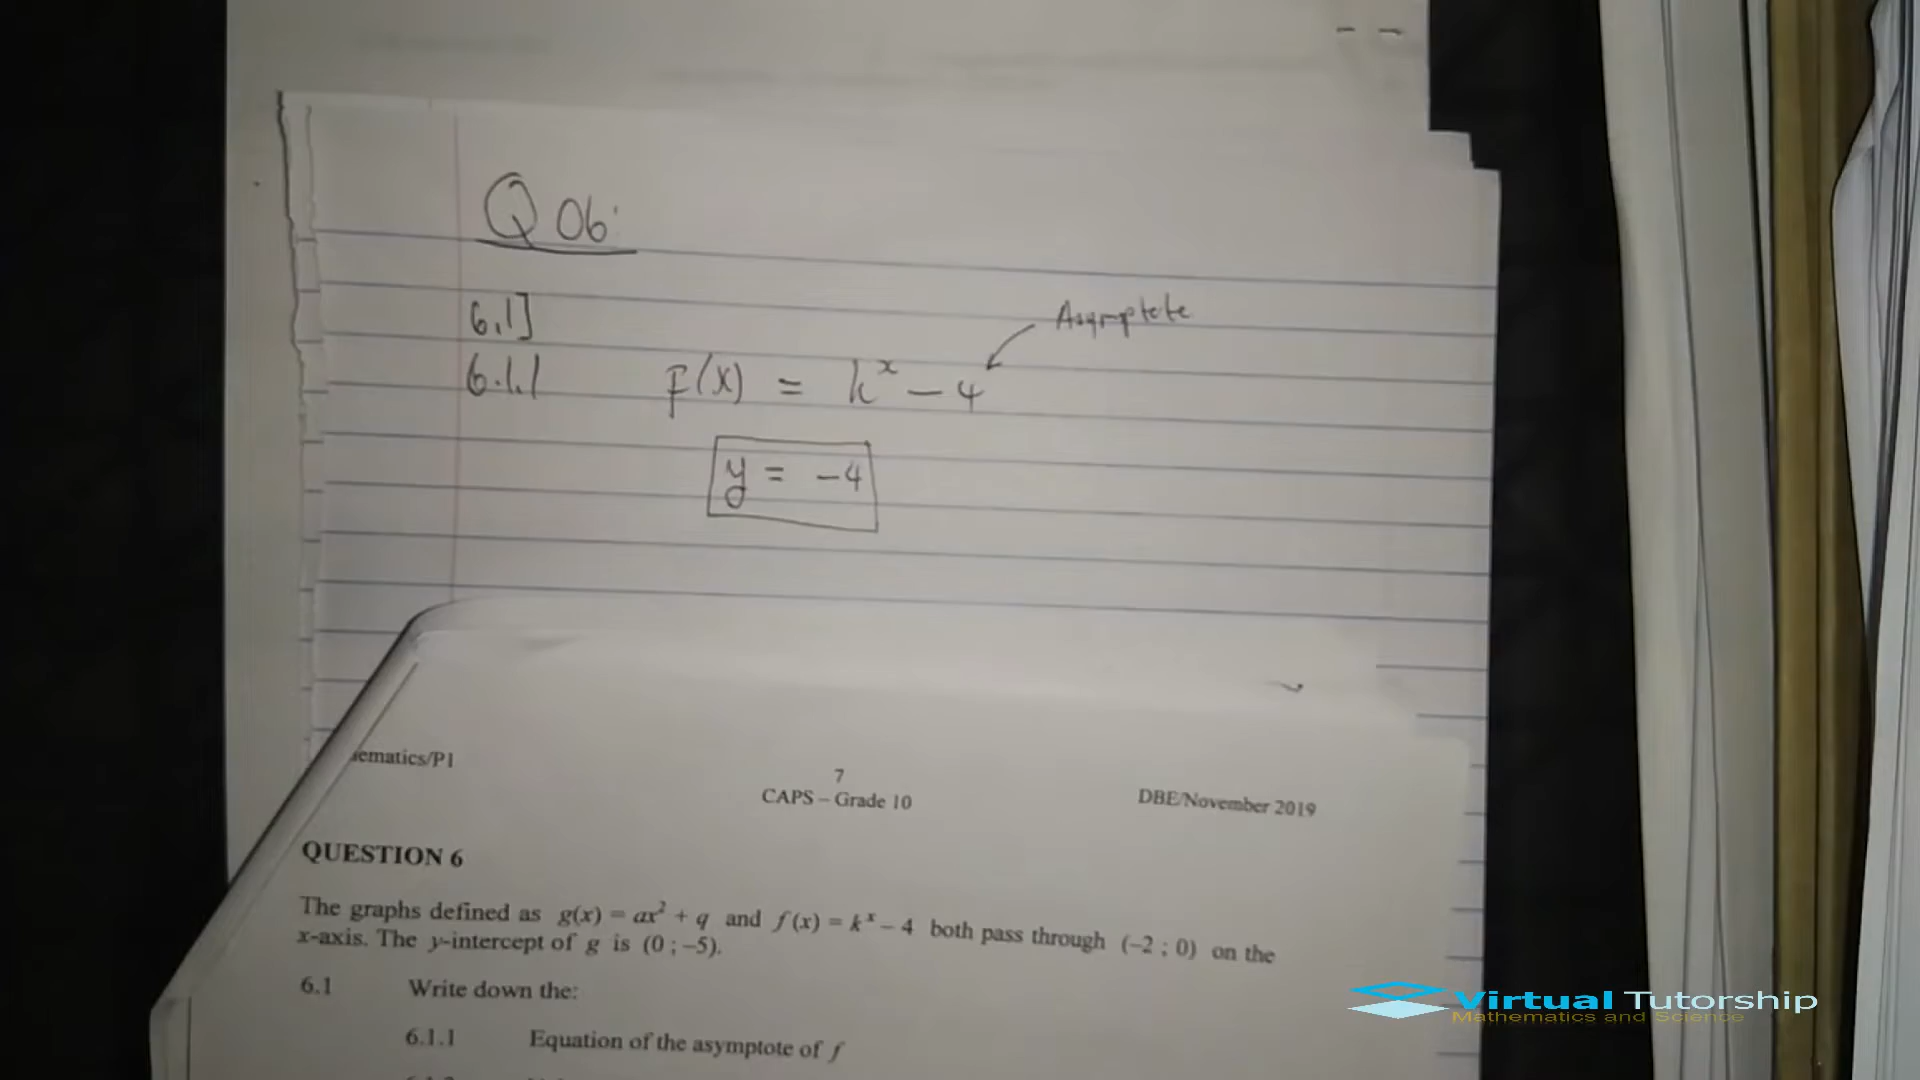 Q 06:
6.1]
Asymptote
6.1.1 f(x) = k^x - 4
y = -4
ematics/P1
7
CAPS – Grade 10
DBE/November 2019
QUESTION 6
The graphs defined as g(x) = ax² + q and f(x) = k^x – 4 both pass through (–2 ; 0) on the
x-axis. The y-intercept of g is (0 ; –5).
6.1 Write down the:
6.1.1 Equation of the asymptote of f
Virtual Tutorship
Mathematics and Science